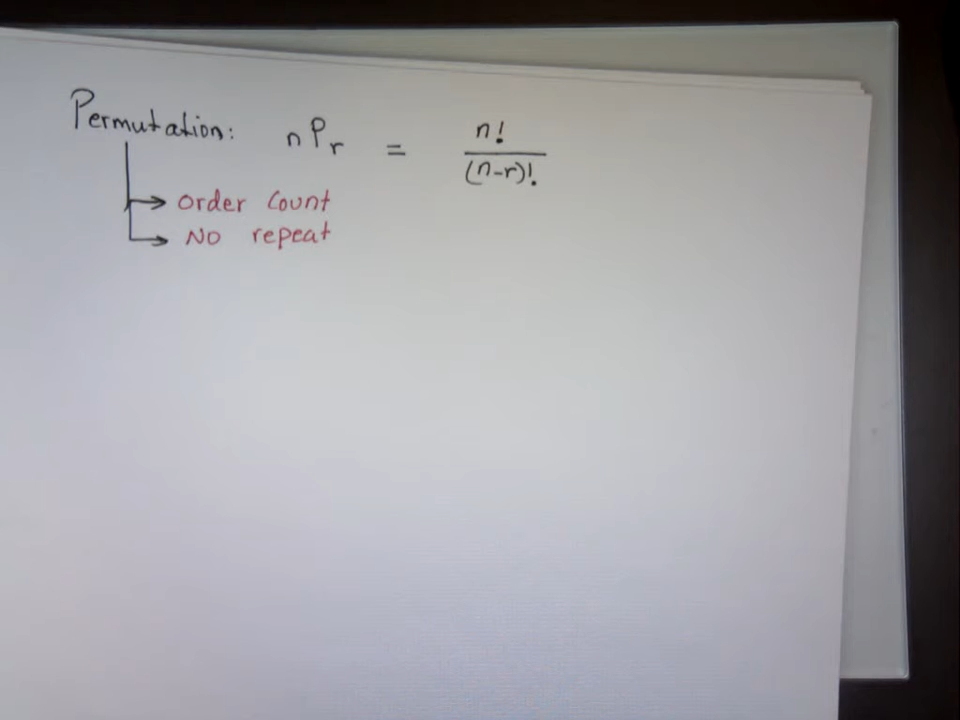 Permutation: nPr = n! / (n-r)!
Order Count
No repeat